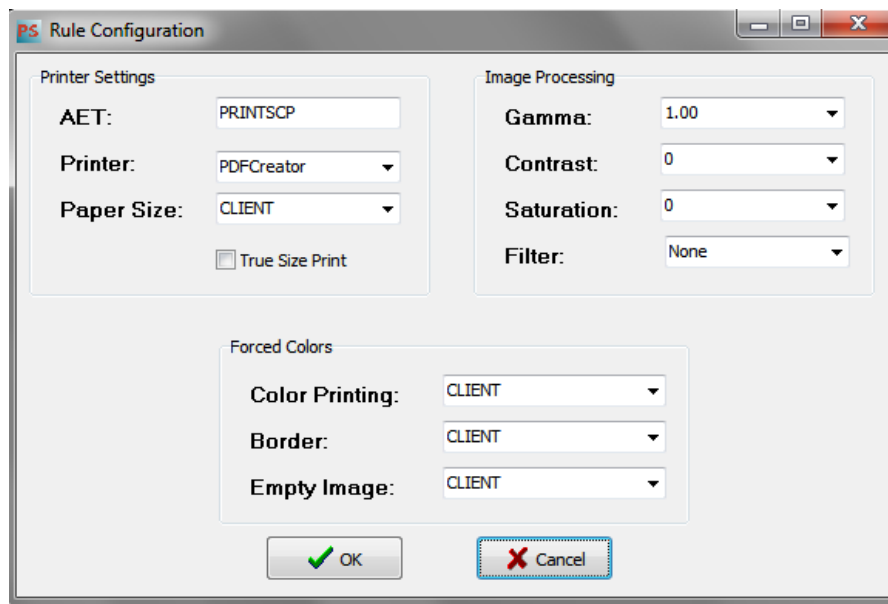 PS Rule Configuration
Printer Settings
AET: PRINTSCP
Printer: PDFCreator
Paper Size: CLIENT
True Size Print
Image Processing
Gamma: 1.00
Contrast: 0
Saturation: 0
Filter: None
Forced Colors
Color Printing: CLIENT
Border: CLIENT
Empty Image: CLIENT
OK
Cancel